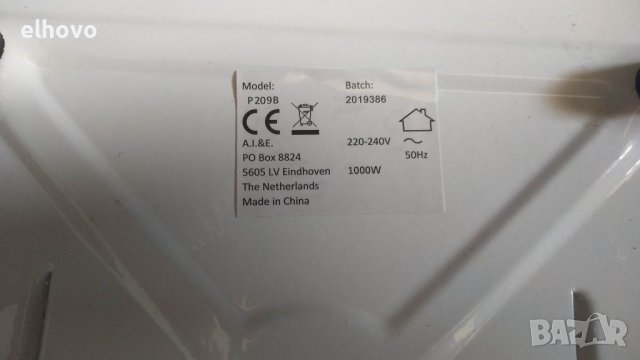 elhovo
Model: Batch:
P209B 2019386
CE
A.I.&E. 220-240V
PO Box 8824 50Hz
5605 LV Eindhoven 1000W
The Netherlands
Made in China
BAZAR